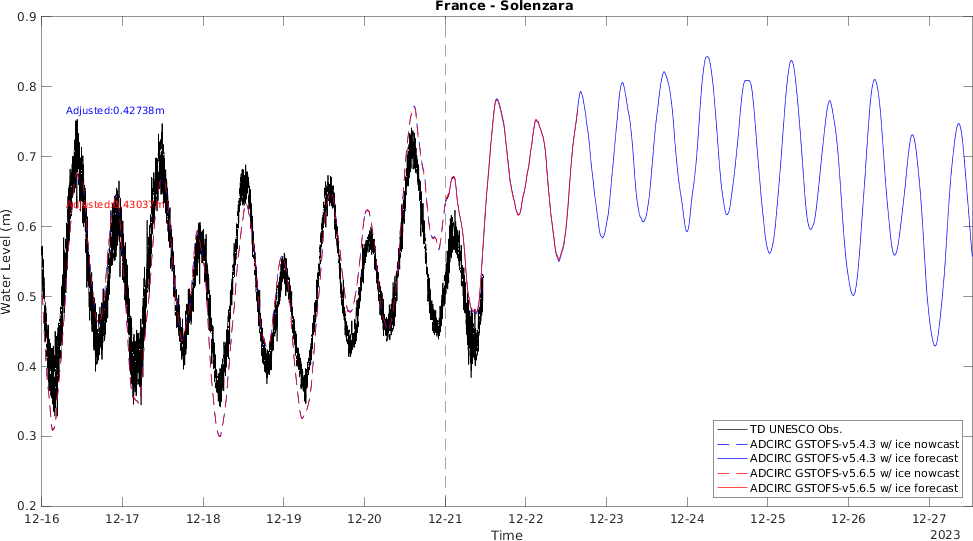 France - Solenzara
0.9
0.8
0.7
0.6
0.5
0.4
0.3
0.2
Water Level (m)
Adjusted:0.42738m
Adjusted:0.43037m
TD UNESCO Obs.
ADCIRC GSTOFS-v5.4.3 w/ ice nowcast
ADCIRC GSTOFS-v5.4.3 w/ ice forecast
ADCIRC GSTOFS-v5.6.5 w/ ice nowcast
ADCIRC GSTOFS-v5.6.5 w/ ice forecast
12-16 12-17 12-18 12-19 12-20 12-21 12-22 12-23 12-24 12-25 12-26 12-27
2023
Time